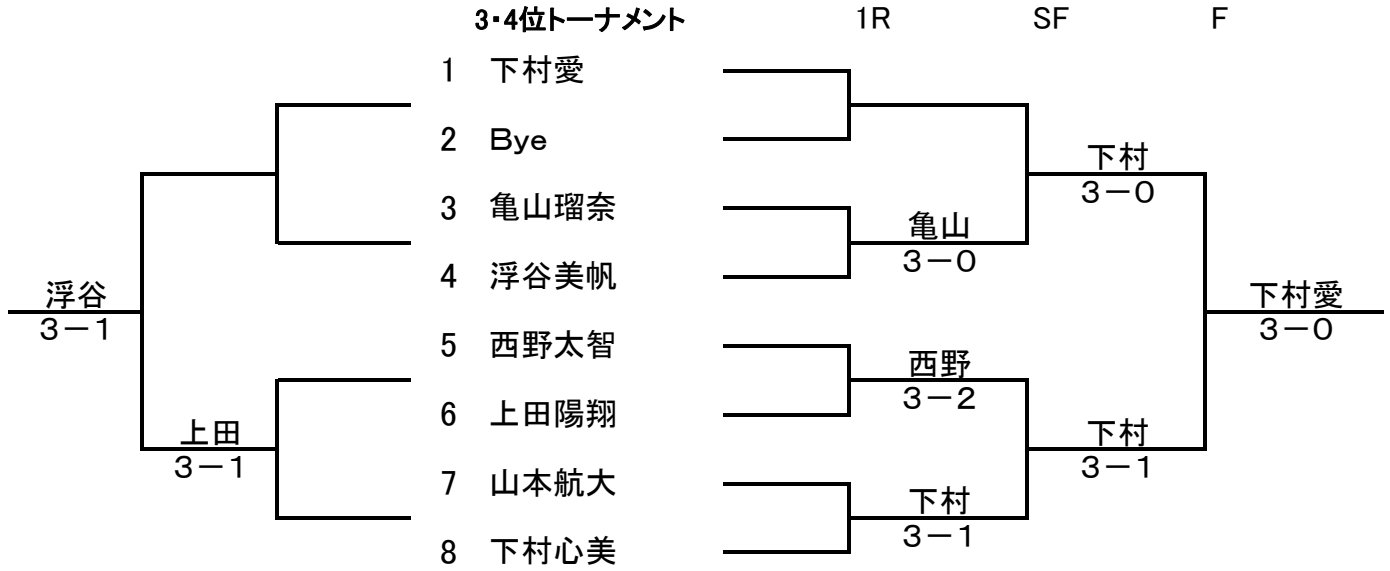 3・4位トーナメント 1R SF F
1 下村愛
2 Bye
下村
3-0
3 亀山瑠奈
亀山
3-0
4 浮谷美帆
浮谷
3-1
下村愛
3-0
5 西野太智
西野
3-2
6 上田陽翔
上田
3-1
下村
3-1
7 山本航大
下村
3-1
8 下村心美